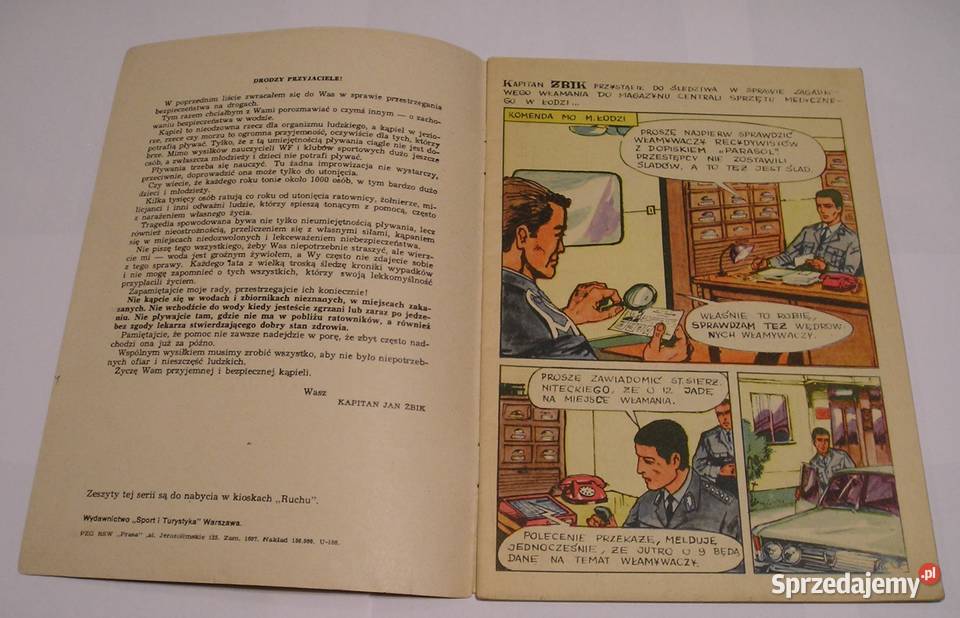 DRODZY PRZYJACIELE!
W poprzednim liście zwracałem się do Was w sprawie przestrzegania
bezpieczeństwa na drogach.
Tym razem chciałbym z Wami porozmawiać o czymś innym — o zacho-
waniu bezpieczeństwa w wodzie.
Kąpiel to nieodzowna rzecz dla organizmu ludzkiego, a kąpiel w jezio-
rze, rzece czy morzu to ogromna przyjemność, oczywiście dla tych, którzy
potrafią pływać. Tylko, że z tą umiejętnością pływania ciągle nie jest do-
brze. Mimo wysiłków nauczycieli WF i klubów sportowych dużo jeszcze
osób, a zwłaszcza młodzieży i dzieci nie potrafi pływać.
Pływania trzeba się nauczyć. Tu żadna improwizacja nie wystarczy,
przeciwnie, doprowadzić ona może tylko do utonięcia.
Czy wiecie, że każdego roku tonie około 1000 osób, w tym bardzo dużo
dzieci i młodzieży.
Kilka tysięcy osób ratują co roku od utonięcia ratownicy, żołnierze, mi-
licjanci i inni odważni ludzie, którzy spieszą tonącym z pomocą, często
z narażeniem własnego życia.
Tragedia spowodowana bywa nie tylko nieumiejętnością pływania, lecz
również nieostrożnością, przeliczeniem się z własnymi siłami, kąpaniem
się w miejscach niedozwolonych i lekceważeniem niebezpieczeństwa.
Nie piszę tego wszystkiego, żeby Was niepotrzebnie straszyć, ale wierz-
cie mi — woda jest groźnym żywiołem, a Wy często nie zdajecie sobie
z tego sprawy. Każdego lata z wielką troską śledzę kroniki wypadków
i nie mogę zapomnieć o tych wszystkich, którzy swoją lekkomyślność
przypłacili życiem.
Zapamiętajcie moje rady, przestrzegajcie ich koniecznie!
Nie kąpcie się w wodach i zbiornikach nieznanych, w miejscach zaka-
zanych. Nie wchodźcie do wody kiedy jesteście zgrzani lub zaraz po jedze-
niu. Nie pływajcie tam, gdzie nie ma w pobliżu ratowników, a również
bez zgody lekarza stwierdzającego dobry stan zdrowia.
Pamiętajcie, że pomoc nie zawsze nadejdzie w porę, że zbyt często nad-
chodzi ona już za późno.
Wspólnym wysiłkiem musimy zrobić wszystko, aby nie było niepotrzeb-
nych ofiar i nieszczęść ludzkich.
Życzę Wam przyjemnej i bezpiecznej kąpieli.
Wasz
KAPITAN JAN ŻBIK
Zeszyty tej serii są do nabycia w kioskach „Ruchu".
Wydawnictwo „Sport i Turystyka" Warszawa.
PZG RSW „Prasa", al. Jerozolimskie 125. Zam. Nakład
KAPITAN ŻBIK PRZYSTĄPIŁ DO ŚLEDZTWA W SPRAWIE ZAGADK­O-
WEGO WŁAMANIA DO MAGAZYNU CENTRALI SPRZĘTU MEDYCZNE-
GO W ŁODZI...
KOMENDA MO M. ŁODZI
PROSZĘ NAJPIERW SPRAWDZIĆ
WŁAMYWACZY RECYDYWISTÓW
DOPISKIEM „PARASOL"
PRZESTĘPCY NIE ZOSTAWILI
ŚLADÓW, A TO TEŻ JEST ŚLAD.
WŁAŚNIE TO ROBIĘ,
SPRAWDZAM TEŻ WĘDROW-
NYCH WŁAMYWACZY.
PROSZĘ ZAWIADOMIĆ ST. SIERŻ.
NITECKIEGO, ŻE O 12 JADĘ
NA MIEJSCE WŁAMANIA.
POLECENIE PRZEKAŻĘ, MELDUJĘ
JEDNOCZEŚNIE, ŻE JUTRO O 9 BĘDĄ
DANE NA TEMAT WŁAMYWACZY.
Sprzedajemy.pl